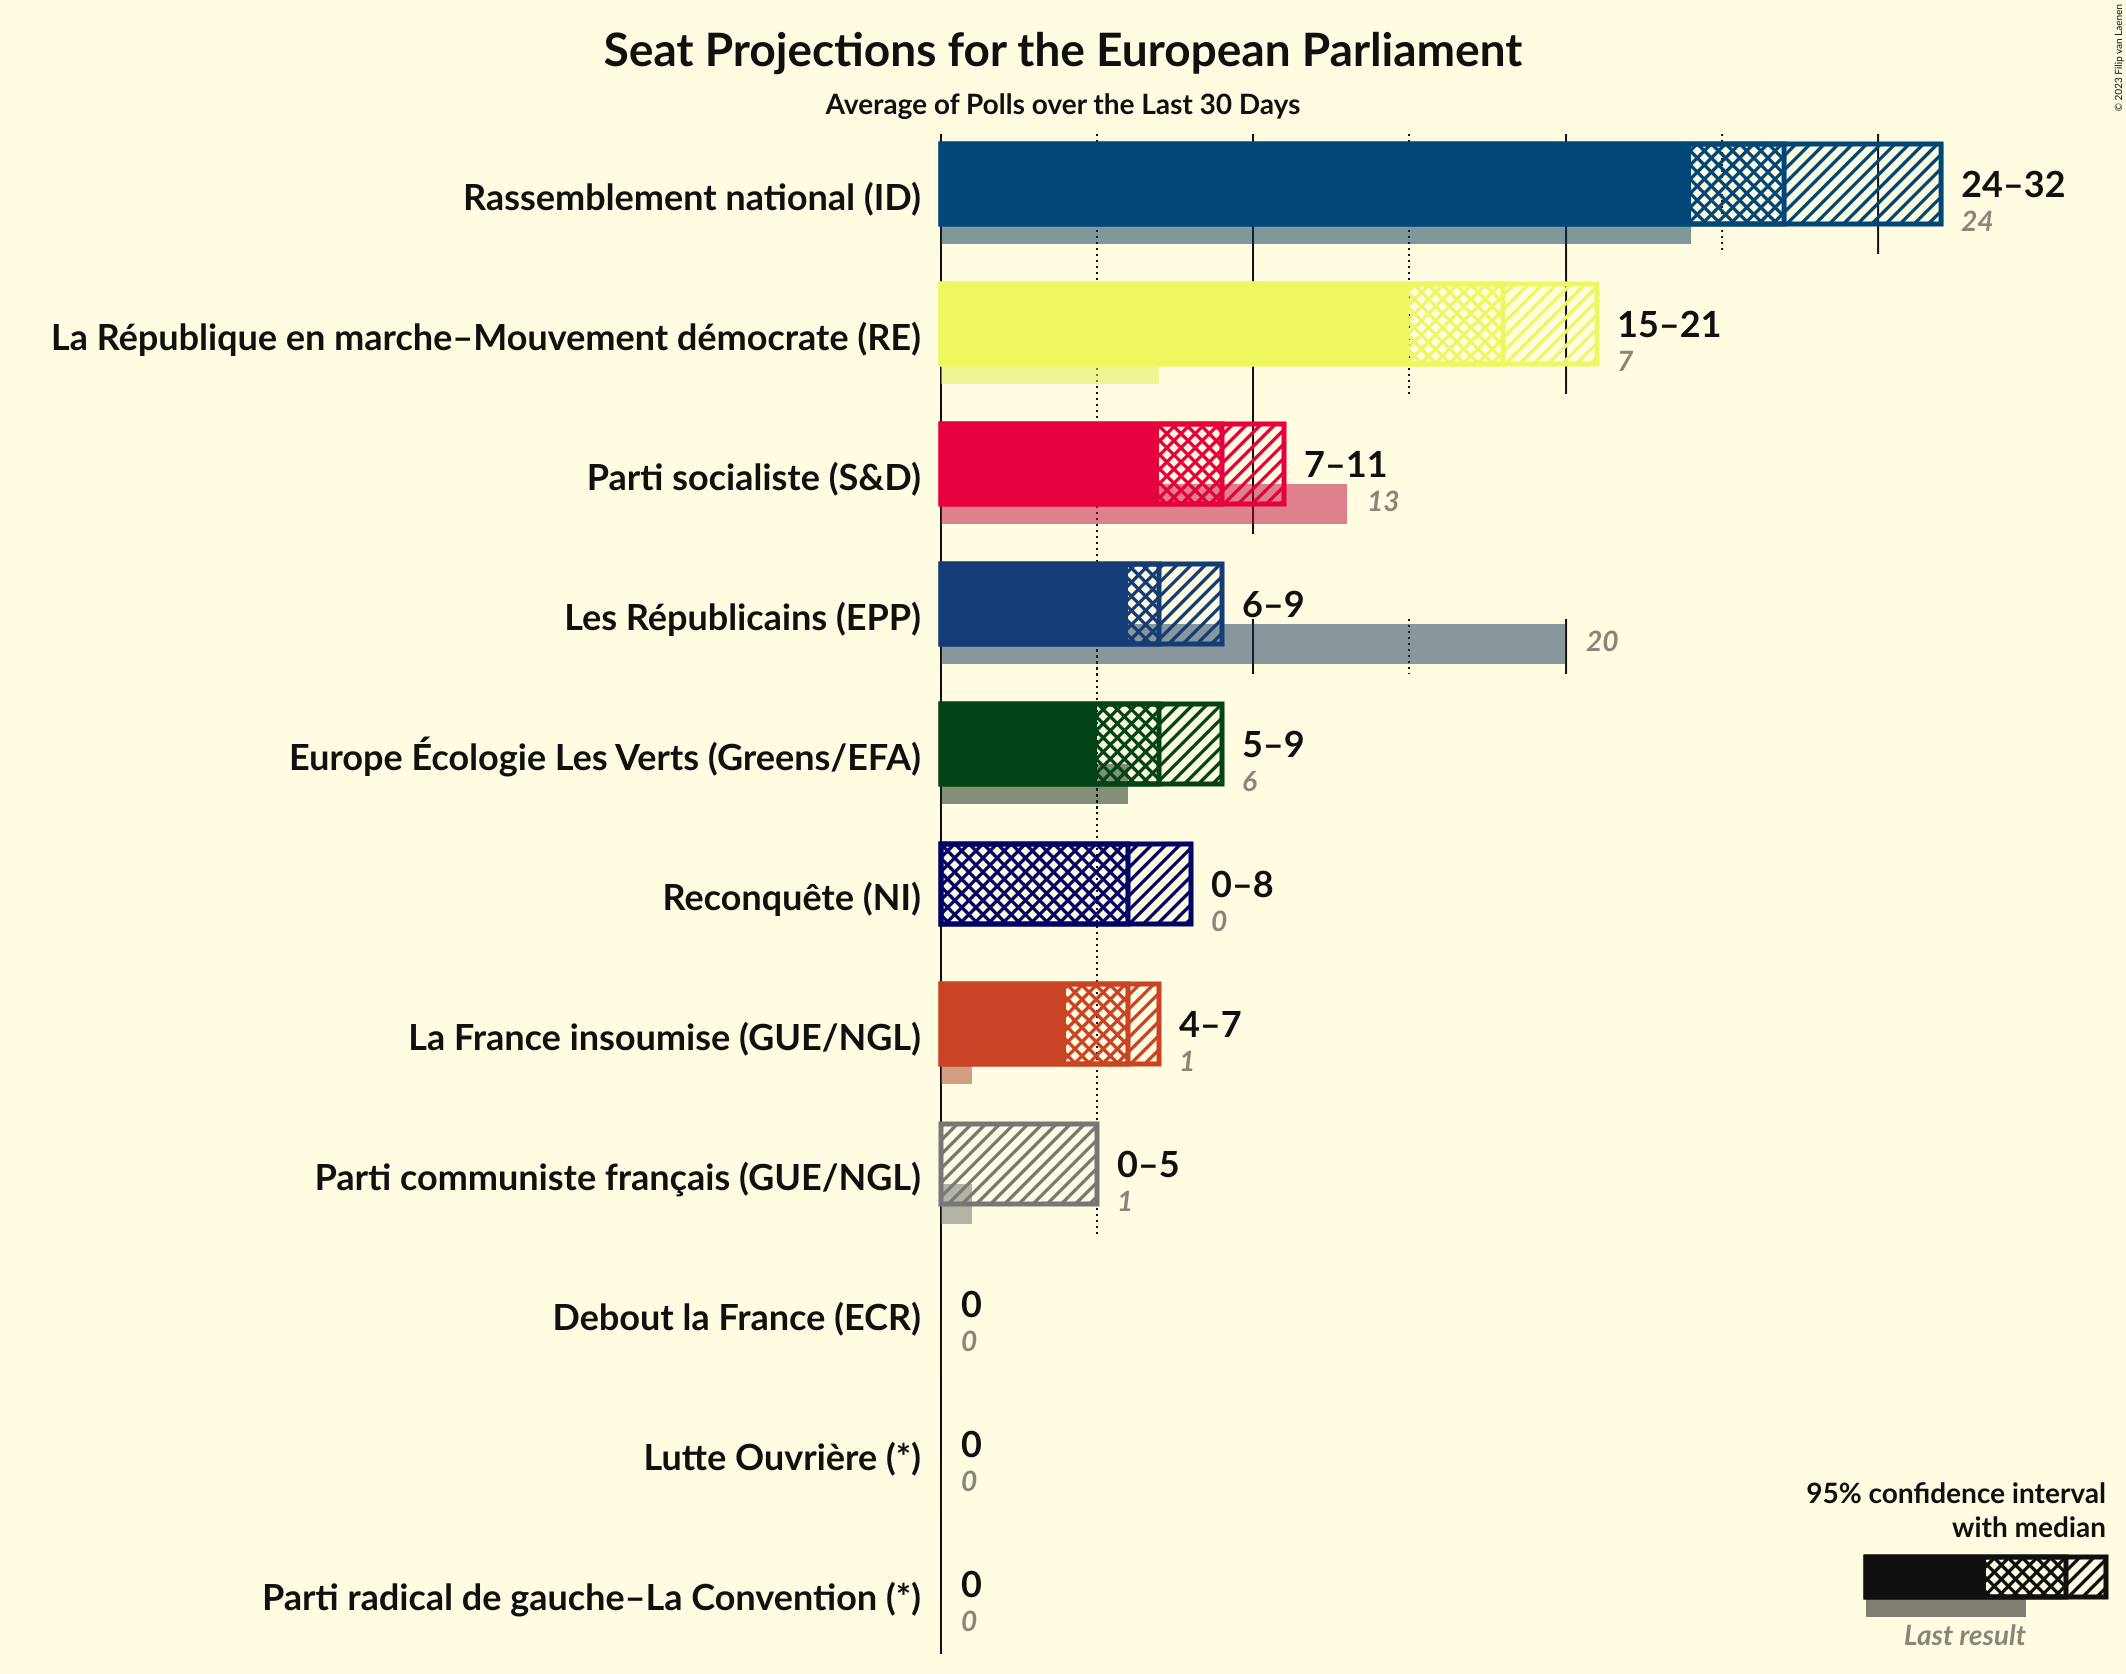 Seat Projections for the European Parliament
Average of Polls over the Last 30 Days
© 2023 Filip van Laenen
Rassemblement national (ID)
24–32
24
La République en marche–Mouvement démocrate (RE)
15–21
7
Parti socialiste (S&D)
7–11
13
Les Républicains (EPP)
6–9
20
Europe Écologie Les Verts (Greens/EFA)
5–9
6
Reconquête (NI)
0–8
0
La France insoumise (GUE/NGL)
4–7
1
Parti communiste français (GUE/NGL)
0–5
1
Debout la France (ECR)
0
0
Lutte Ouvrière (*)
0
0
Parti radical de gauche–La Convention (*)
0
0
95% confidence interval
with median
Last result